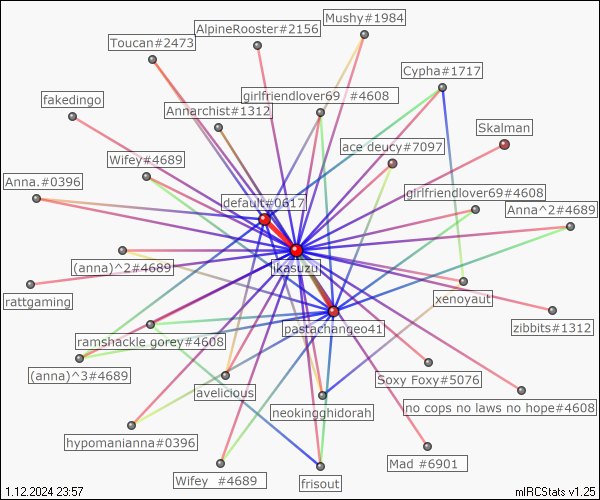 Mushy#1984
AlpineRooster#2156
Toucan#2473
Cypha#1717
girlfriendlover69 #4608
fakedingo
Annarchist#1312
Skalman
ace deucy#7097
Wifey#4689
Anna.#0396
girlfriendlover69#4608
default#0617
Anna^2#4689
(anna)^2#4689
ikasuzu
rattgaming
xenoyaut
pastachangeo41
zibbits#1312
ramshackle gorey#4608
(anna)^3#4689
Soxy Foxy#5076
avelicious
no cops no laws no hope#4608
neokingghidorah
hypomanianna#0396
Mad #6901
Wifey #4689
frisout
1.12.2024 23:57
mIRCStats v1.25